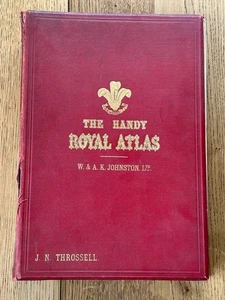 THE HANDY
ROYAL ATLAS
W. & A. K. JOHNSTON, LTD.
J. N. THROSSELL.